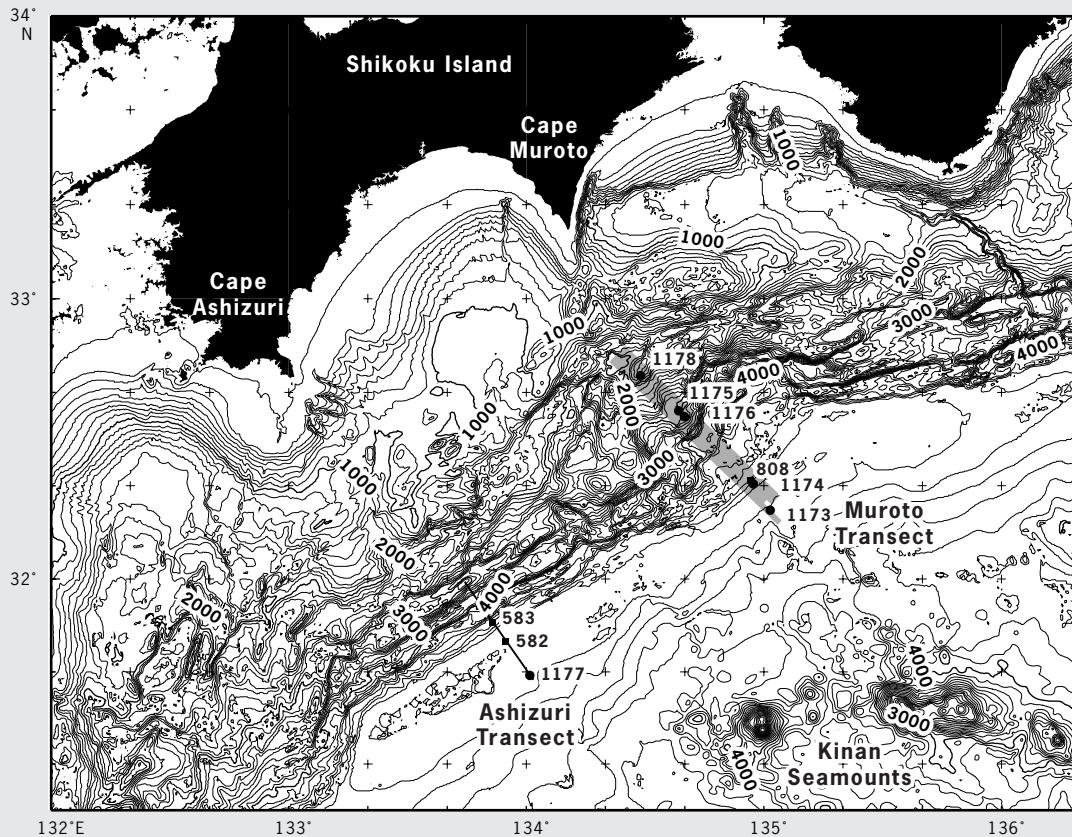 34°
N
Shikoku Island
Cape
Muroto
1000
1000
Cape
Ashizuri
2000
33°
3000
1000
4000
1178
4000
1175
2000
1176
1000
3000
1000
808
1174
1173
Muroto
Transect
2000
32°
4000
2000
3000
583
582
4000
1177
3000
Ashizuri
Transect
Kinan
Seamounts
4000
132°E
133°
134°
135°
136°